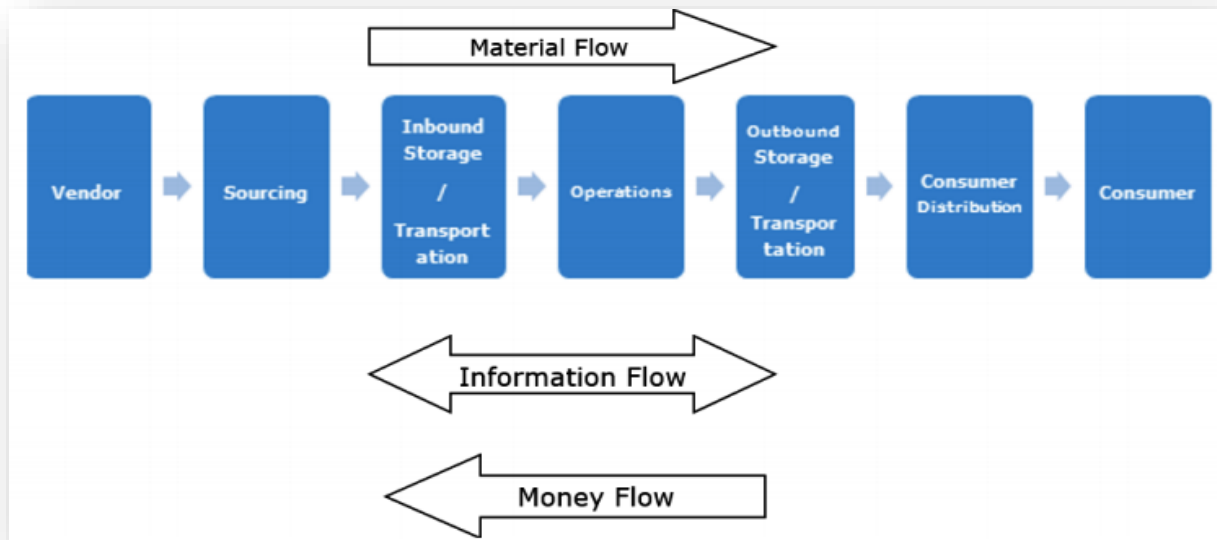 Material Flow
Vendor
Sourcing
Inbound
Storage
/
Transport
ation
Operations
Outbound
Storage
/
Transpor
tation
Consumer
Distribution
Consumer
Information Flow
Money Flow